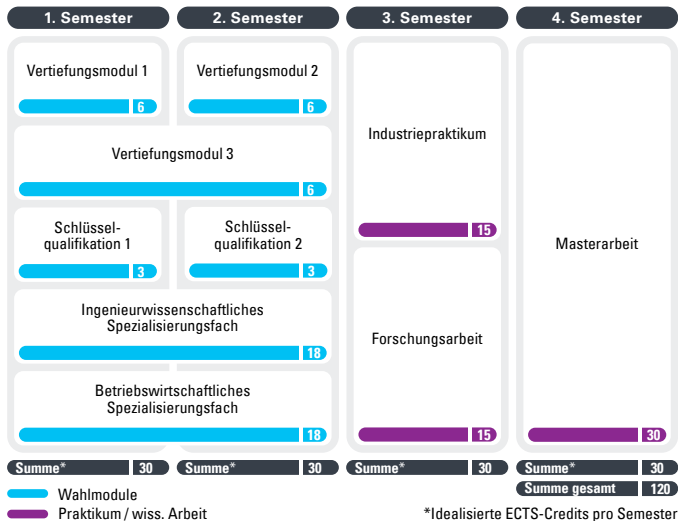 1. Semester
2. Semester
3. Semester
4. Semester
Vertiefungsmodul 1
6
Vertiefungsmodul 2
6
Vertiefungsmodul 3
6
Schlüssel-
qualifikation 1
3
Schlüssel-
qualifikation 2
3
Ingenieurwissenschaftliches
Spezialisierungsfach
18
Betriebswirtschaftliches
Spezialisierungsfach
18
Industriepraktikum
15
Forschungsarbeit
15
Masterarbeit
30
Summe* 30
Summe* 30
Summe* 30
Summe* 30
Summe gesamt 120
Wahlmodule
Praktikum / wiss. Arbeit
*Idealisierte ECTS-Credits pro Semester